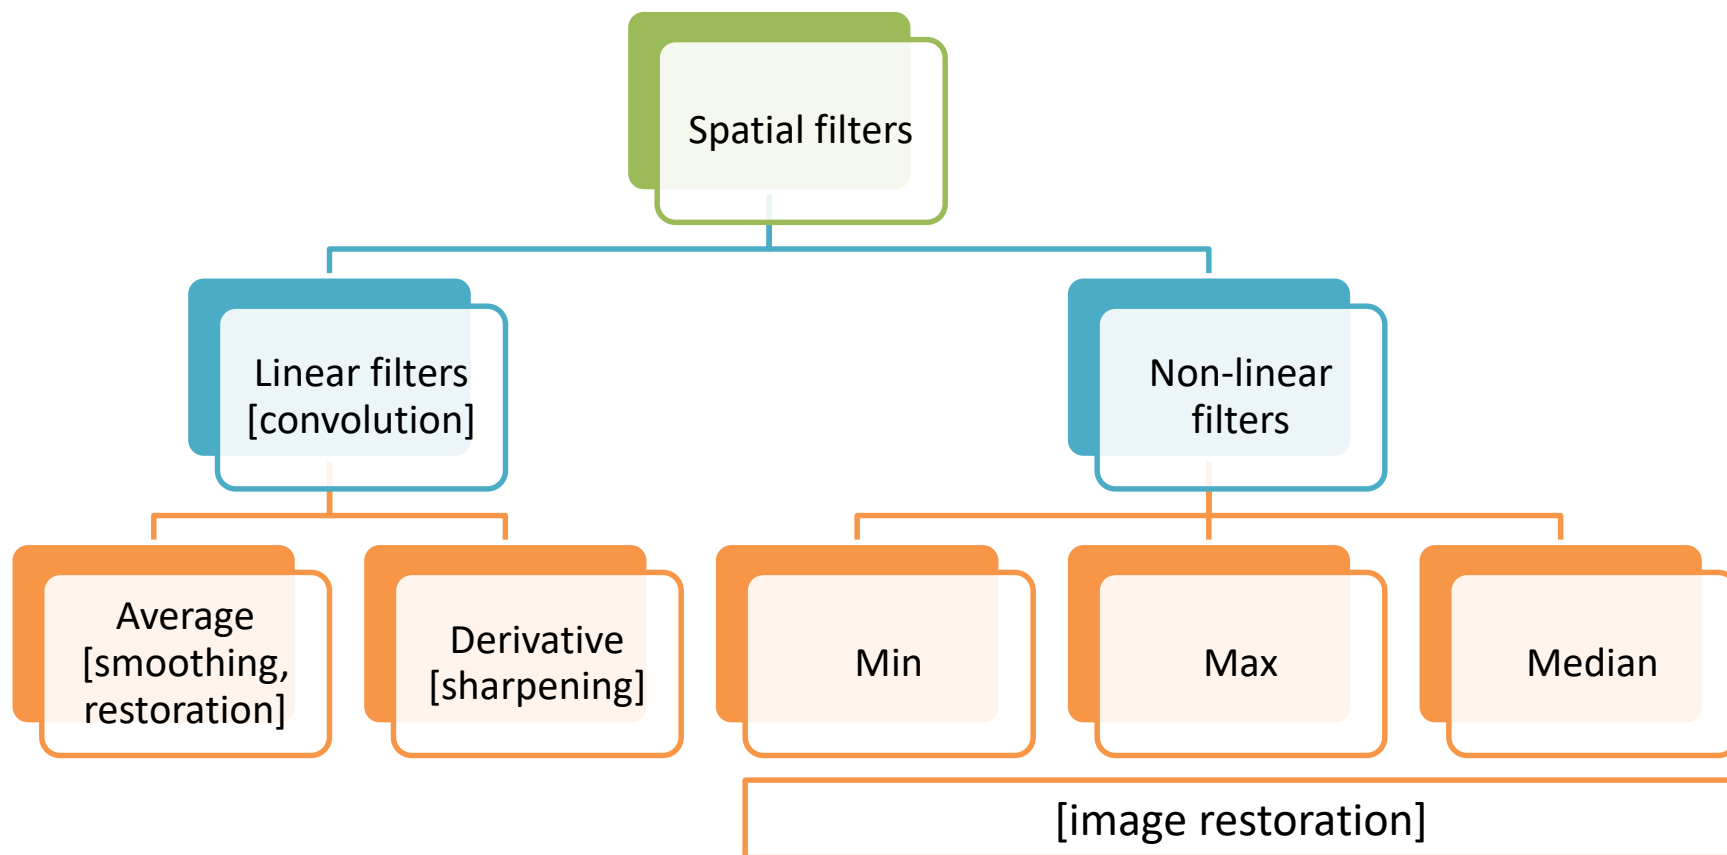 Spatial filters
Linear filters
[convolution]
Non-linear
filters
Average
[smoothing,
restoration]
Derivative
[sharpening]
Min
Max
Median
[image restoration]